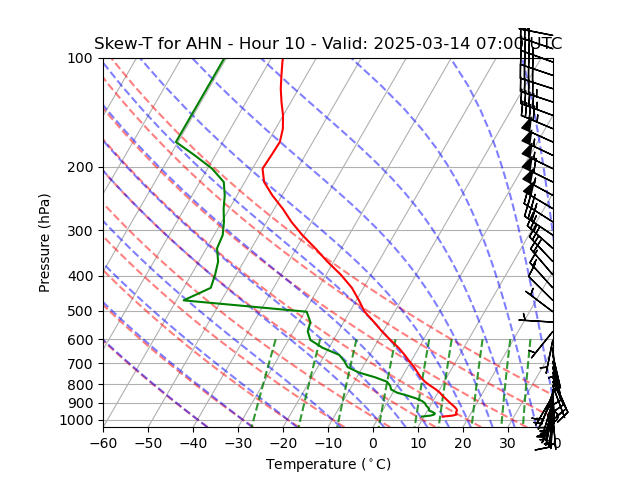 Skew-T for AHN - Hour 10 - Valid: 2025-03-14 07:00 UTC
100
200
300
400
500
600
700
800
900
1000
Pressure (hPa)
−60 −50 −40 −30 −20 −10 0 10 20 30 40
Temperature (°C)